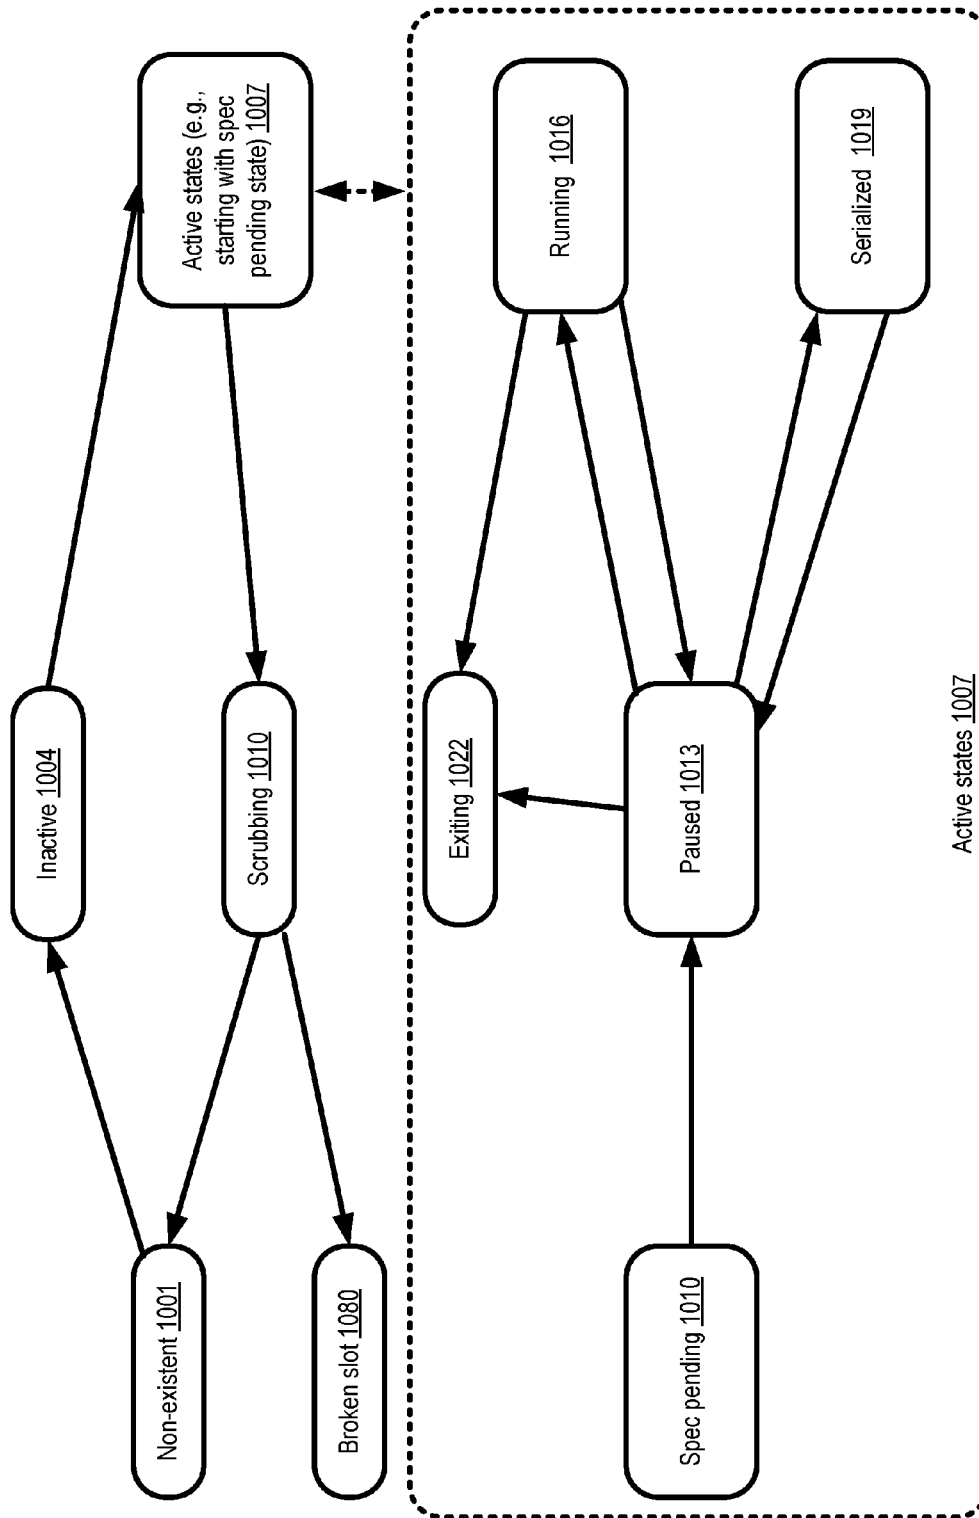 Inactive 1004
Non-existent 1001
Active states (e.g.,
starting with spec
pending state) 1007
Scrubbing 1010
Broken slot 1080
Exiting 1022
Running 1016
Spec pending 1010
Paused 1013
Serialized 1019
Active states 1007